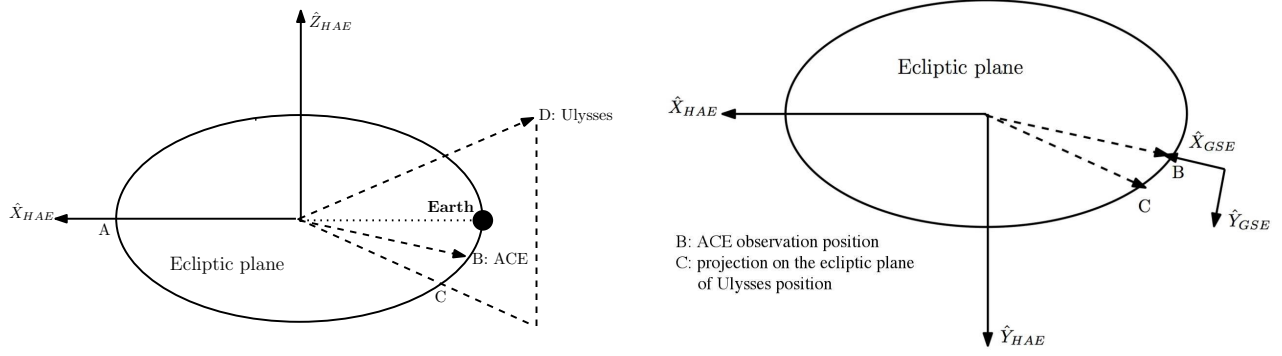 Ẑ_HAE
D: Ulysses
Earth
X̂_HAE
A
B: ACE
Ecliptic plane
C
Ecliptic plane
X̂_HAE
X̂_GSE
B
C
Ŷ_GSE
B: ACE observation position
C: projection on the ecliptic plane
of Ulysses position
Ŷ_HAE